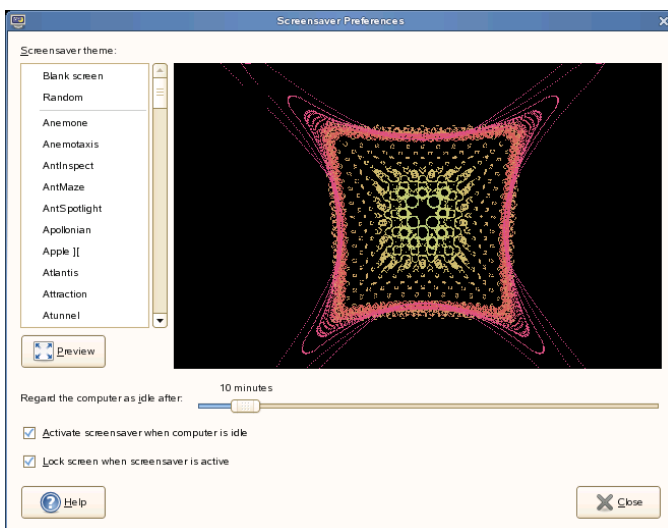 Screensaver Preferences
Screensaver theme:
Blank screen
Random
Anemone
Anemotaxis
AntInspect
AntMaze
AntSpotlight
Apollonian
Apple ][
Atlantis
Attraction
Atunnel
Preview
10 minutes
Regard the computer as idle after:
Activate screensaver when computer is idle
Lock screen when screensaver is active
Help
Close